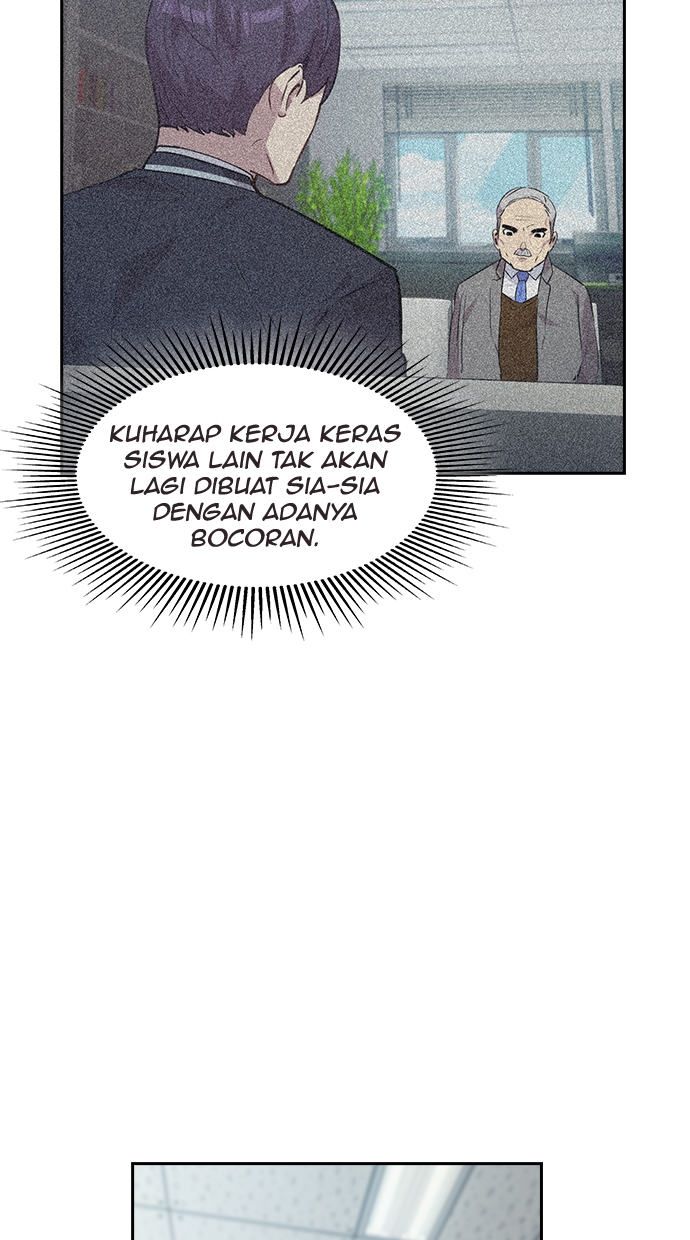 KUHARAP KERJA KERAS
SISWA LAIN TAK AKAN
LAGI DIBUAT SIA-SIA
DENGAN ADANYA
BOCORAN.